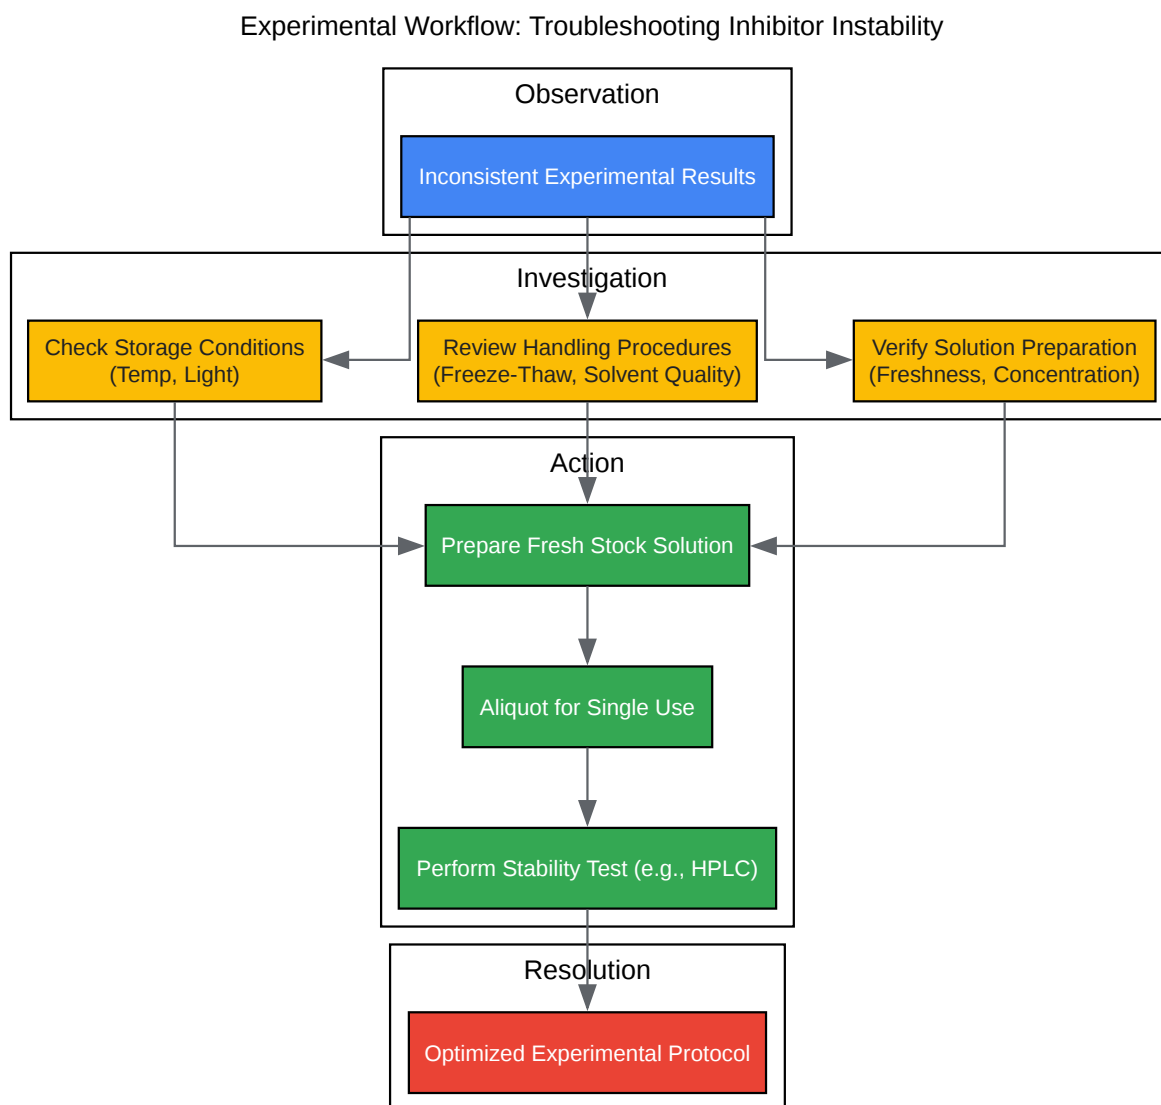 Experimental Workflow: Troubleshooting Inhibitor Instability
Observation
Inconsistent Experimental Results
Investigation
Check Storage Conditions
(Temp, Light)
Review Handling Procedures
(Freeze-Thaw, Solvent Quality)
Verify Solution Preparation
(Freshness, Concentration)
Action
Prepare Fresh Stock Solution
Aliquot for Single Use
Perform Stability Test (e.g., HPLC)
Resolution
Optimized Experimental Protocol